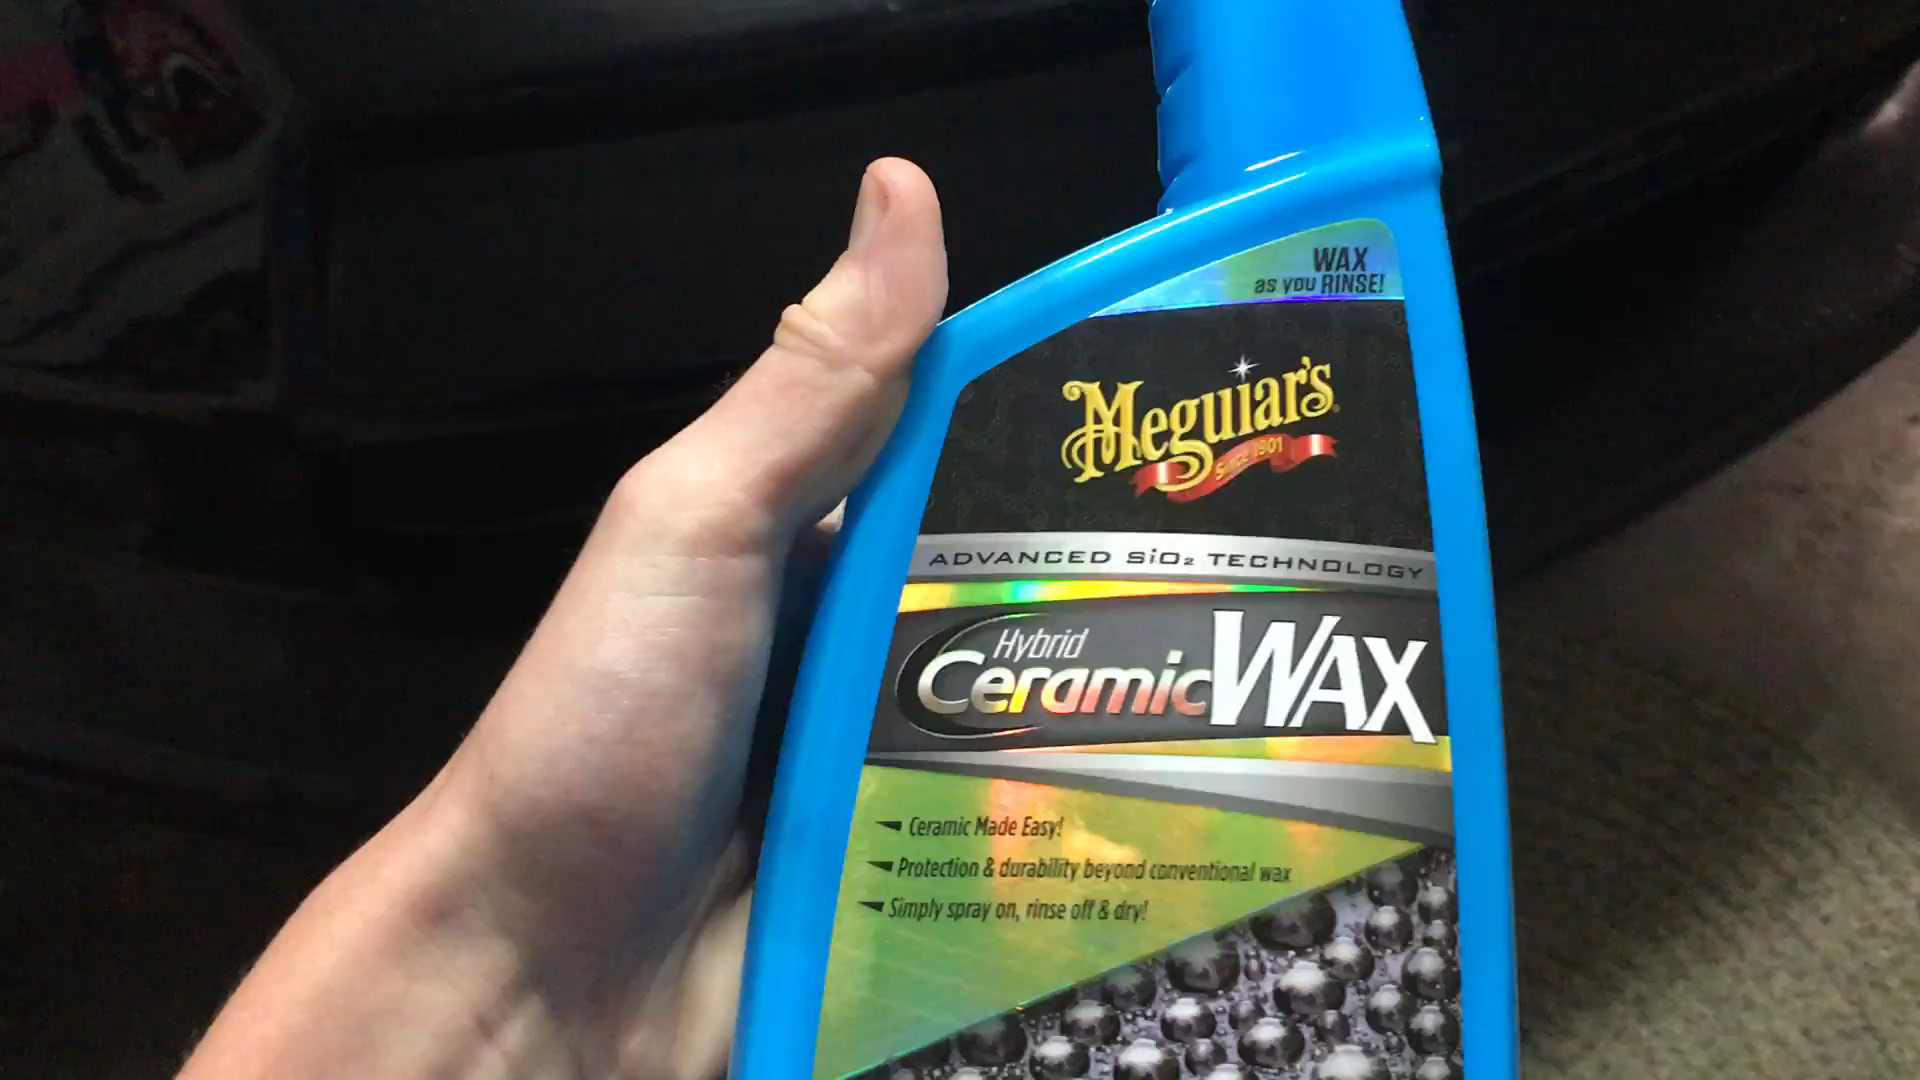 WAX
as you RINSE!
Meguiar's
Since 1901
ADVANCED SiO₂ TECHNOLOGY
Hybrid
Ceramic WAX
Ceramic Made Easy!
Protection & durability beyond conventional wax
Simply spray on, rinse off & dry!